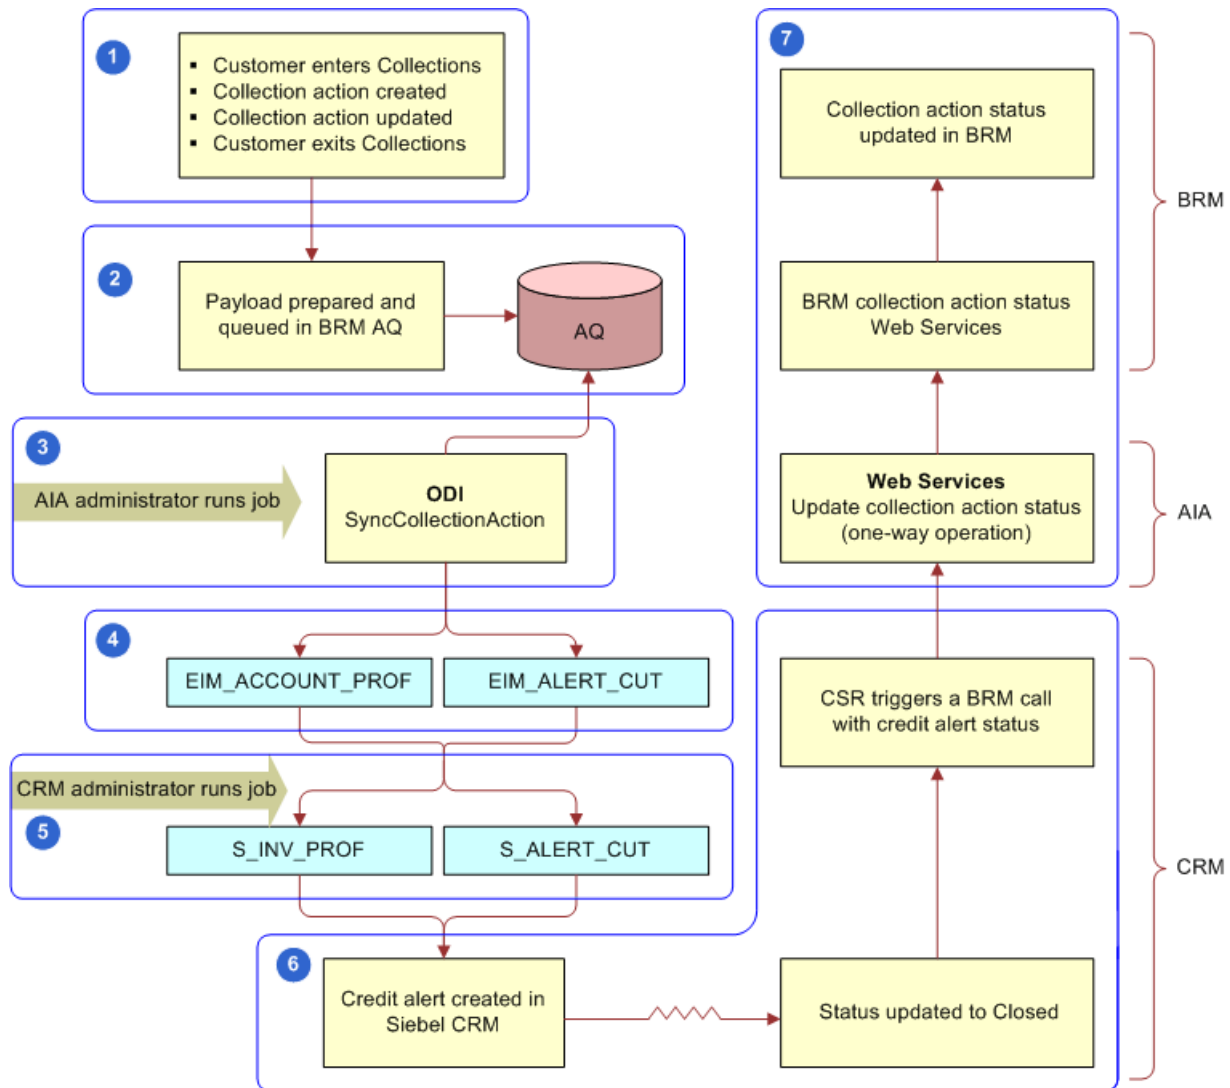 1
▪ Customer enters Collections
▪ Collection action created
▪ Collection action updated
▪ Customer exits Collections
2
Payload prepared and
queued in BRM AQ
AQ
3
AIA administrator runs job
ODI
SyncCollectionAction
4
EIM_ACCOUNT_PROF
EIM_ALERT_CUT
CRM administrator runs job
5
S_INV_PROF
S_ALERT_CUT
6
Credit alert created in
Siebel CRM
Status updated to Closed
CSR triggers a BRM call
with credit alert status
CRM
7
Collection action status
updated in BRM
BRM collection action status
Web Services
BRM
Web Services
Update collection action status
(one-way operation)
AIA